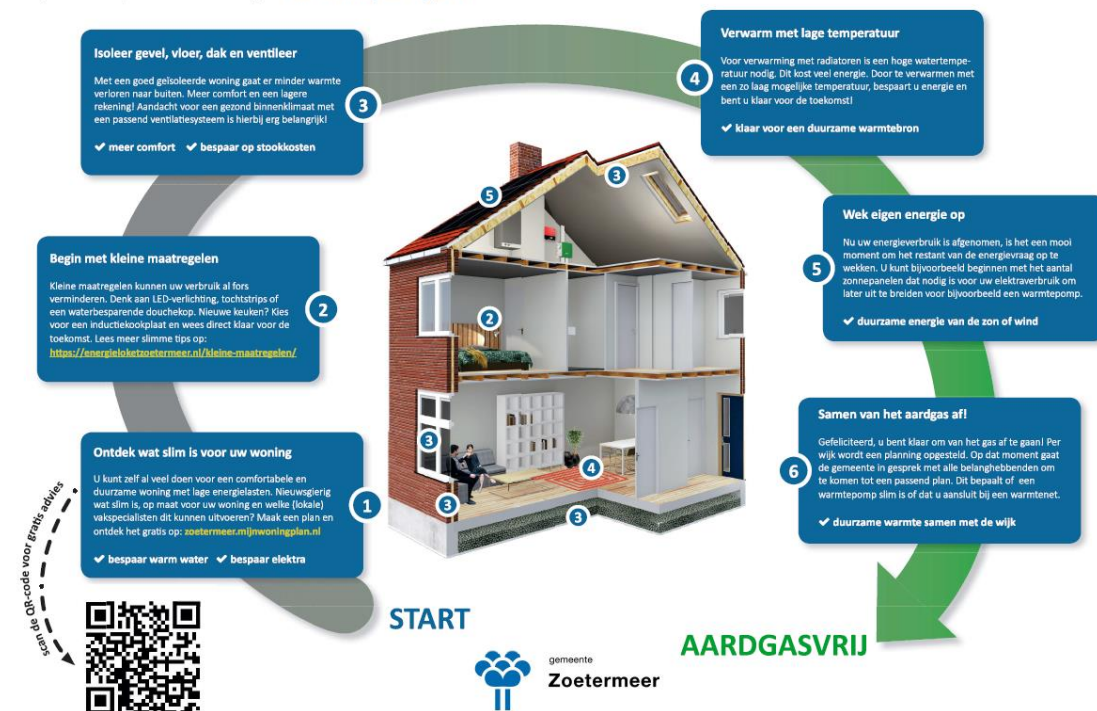 START
1
Ontdek wat slim is voor uw woning
U kunt zelf al veel doen voor een comfortabele en
duurzame woning met lage energielasten. Nieuwsgierig
wat slim is, op maat voor uw woning en welke (lokale)
vakspecialisten dit kunnen uitvoeren? Maak een plan en
ontdek het gratis op: zoetermeer.mijnwoningplan.nl
✔ bespaar warm water ✔ bespaar elektra
scan de QR-code voor gratis advies
2
Begin met kleine maatregelen
Kleine maatregelen kunnen uw verbruik al fors
verminderen. Denk aan LED-verlichting, tochtstrips of
een waterbesparende douchekop. Nieuwe keuken? Kies
voor een inductiekookplaat en wees direct klaar voor de
toekomst. Lees meer slimme tips op:
https://energieloketzoetermeer.nl/kleine-maatregelen/
3
Isoleer gevel, vloer, dak en ventileer
Met een goed geïsoleerde woning gaat er minder warmte
verloren naar buiten. Meer comfort en een lagere
rekening! Aandacht voor een gezond binnenklimaat met
een passend ventilatiesysteem is hierbij erg belangrijk!
✔ meer comfort ✔ bespaar op stookkosten
4
Verwarm met lage temperatuur
Voor verwarming met radiatoren is een hoge watertempe-
ratuur nodig. Dit kost veel energie. Door te verwarmen met
een zo laag mogelijke temperatuur, bespaart u energie en
bent u klaar voor de toekomst!
✔ klaar voor een duurzame warmtebron
5
Wek eigen energie op
Nu uw energieverbruik is afgenomen, is het een mooi
moment om het restant van de energievraag op te
wekken. U kunt bijvoorbeeld beginnen met het aantal
zonnepanelen dat nodig is voor uw elektraverbruik om
later uit te breiden voor bijvoorbeeld een warmtepomp.
✔ duurzame energie van de zon of wind
6
Samen van het aardgas af!
Gefeliciteerd, u bent klaar om van het gas af te gaan! Per
wijk wordt een planning opgesteld. Op dat moment gaat
de gemeente in gesprek met alle belanghebbenden om
te komen tot een passend plan. Dit bepaalt of een
warmtepomp slim is of dat u aansluit bij een warmtenet.
✔ duurzame warmte samen met de wijk
AARDGASVRIJ
5
3
2
3
4
3
3
gemeente
Zoetermeer